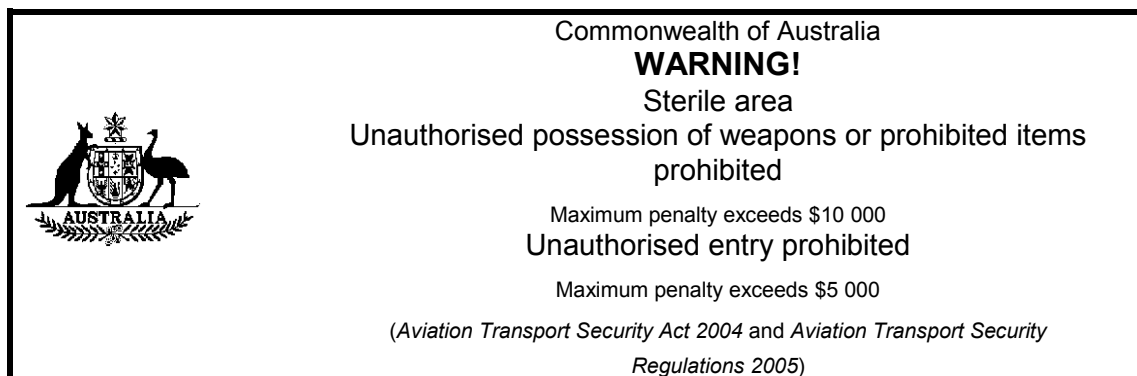 Commonwealth of Australia
WARNING!
Sterile area
Unauthorised possession of weapons or prohibited items
prohibited
Maximum penalty exceeds $10 000
Unauthorised entry prohibited
Maximum penalty exceeds $5 000
(Aviation Transport Security Act 2004 and Aviation Transport Security
Regulations 2005)
AUSTRALIA